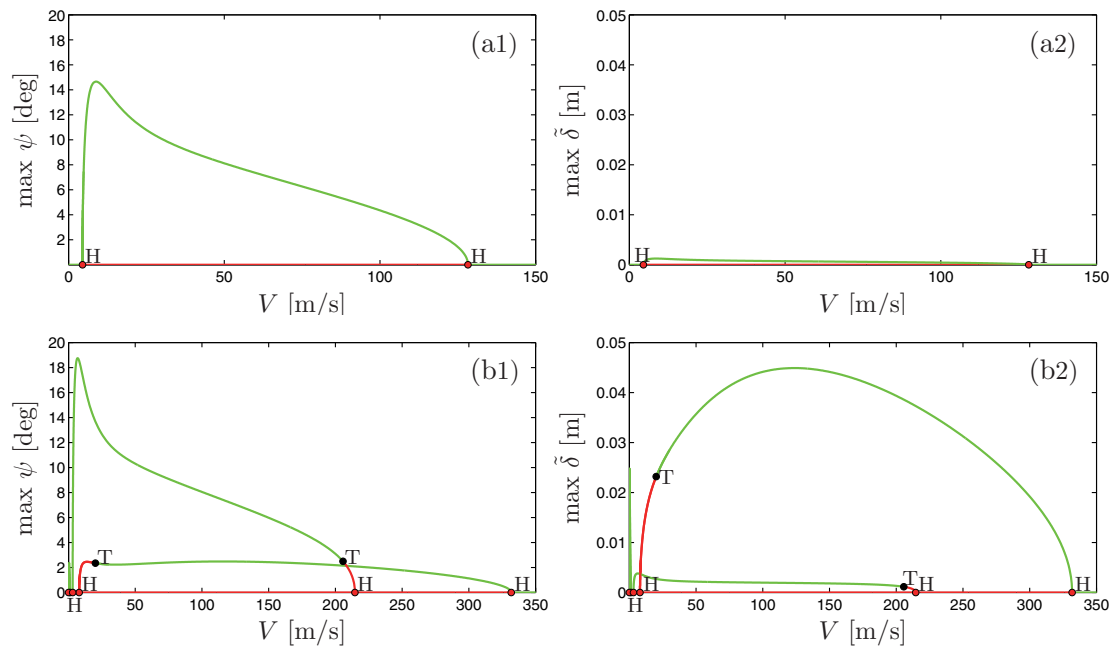 (a1)
max ψ [deg]
20
18
16
14
12
10
8
6
4
2
0
H
H
0
50
100
150
V [m/s]
(a2)
max δ̃ [m]
0.05
0.04
0.03
0.02
0.01
0
H
H
0
50
100
150
V [m/s]
(b1)
max ψ [deg]
20
18
16
14
12
10
8
6
4
2
0
T
T
H
H
H
H
0
50
100
150
200
250
300
350
V [m/s]
(b2)
max δ̃ [m]
0.05
0.04
0.03
0.02
0.01
0
T
T
H
H
H
H
0
50
100
150
200
250
300
350
V [m/s]